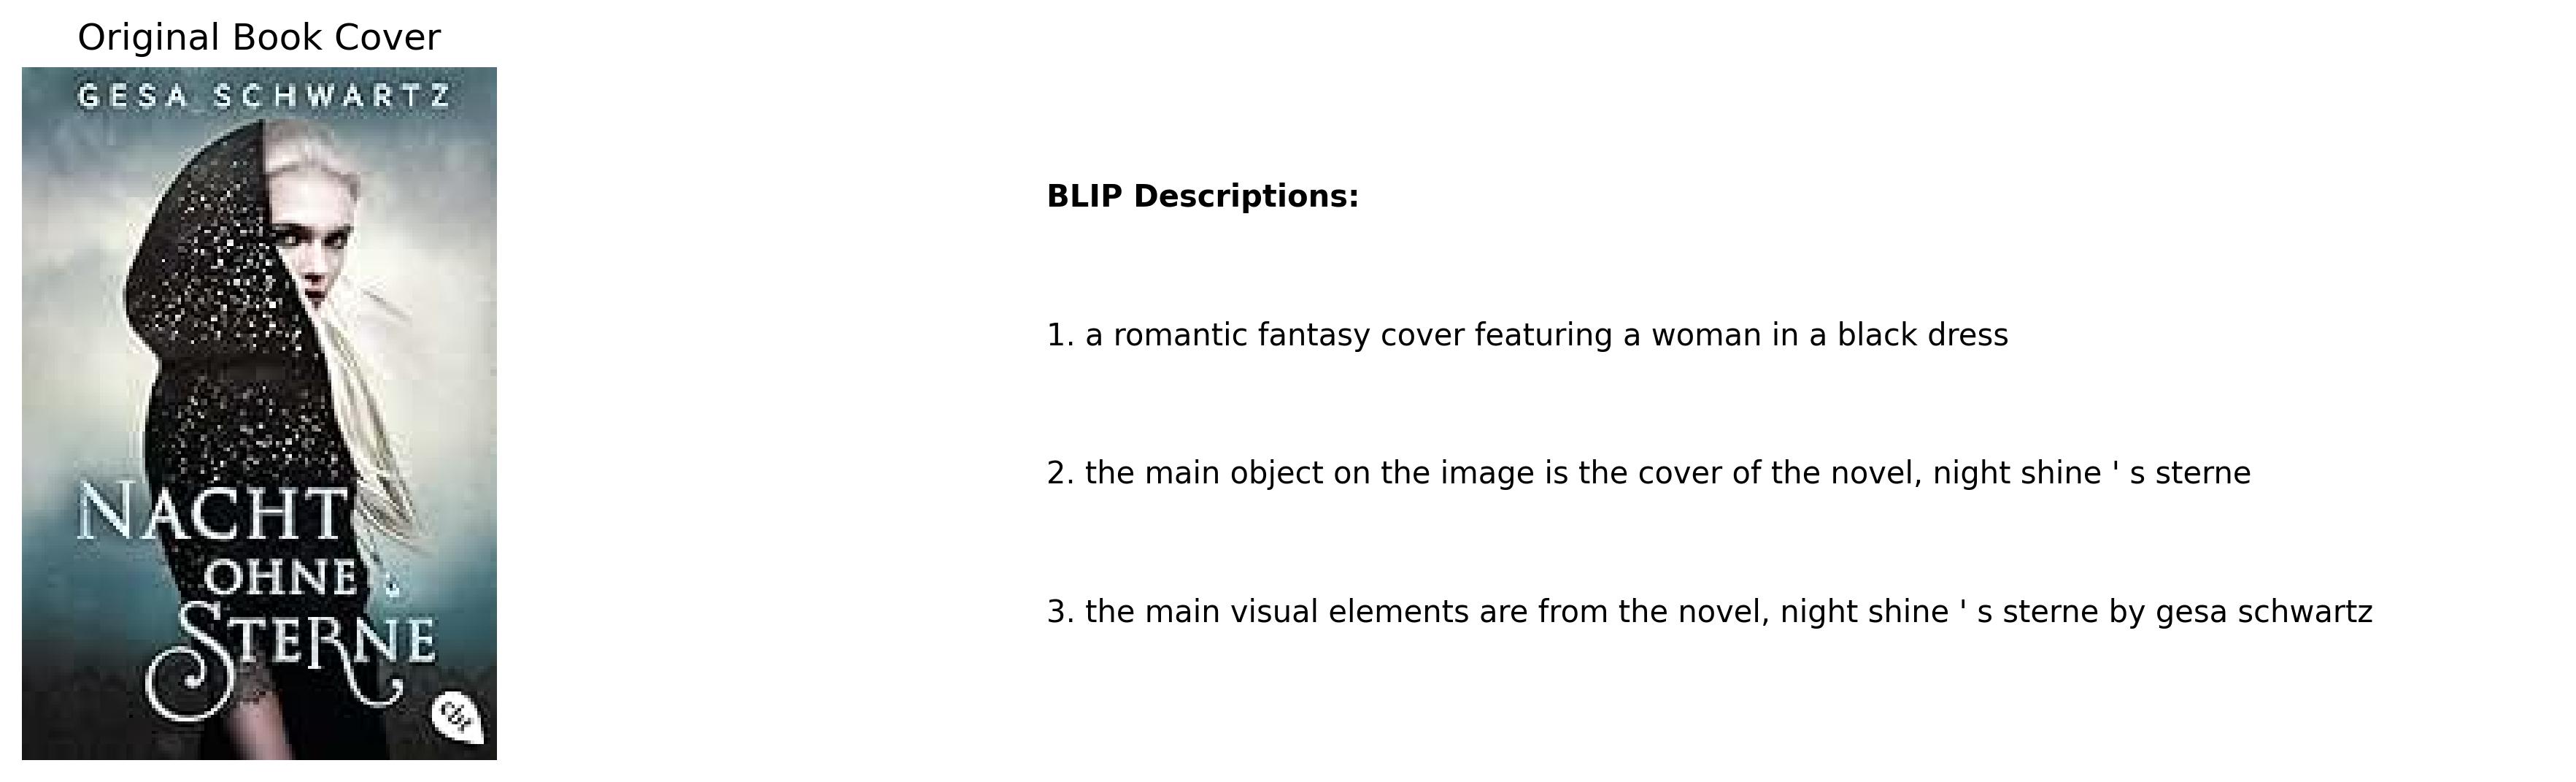 Original Book Cover
GESA SCHWARTZ
NACHT
OHNE
STERNE
cbt
BLIP Descriptions:
1. a romantic fantasy cover featuring a woman in a black dress
2. the main object on the image is the cover of the novel, night shine ' s sterne
3. the main visual elements are from the novel, night shine ' s sterne by gesa schwartz